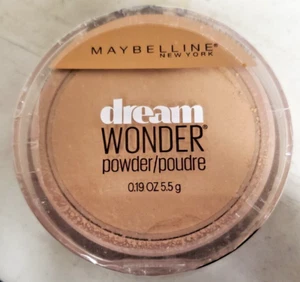 MAYBELLINE
NEW YORK
dream
WONDER®
powder/poudre
0.19 OZ 5.5 g